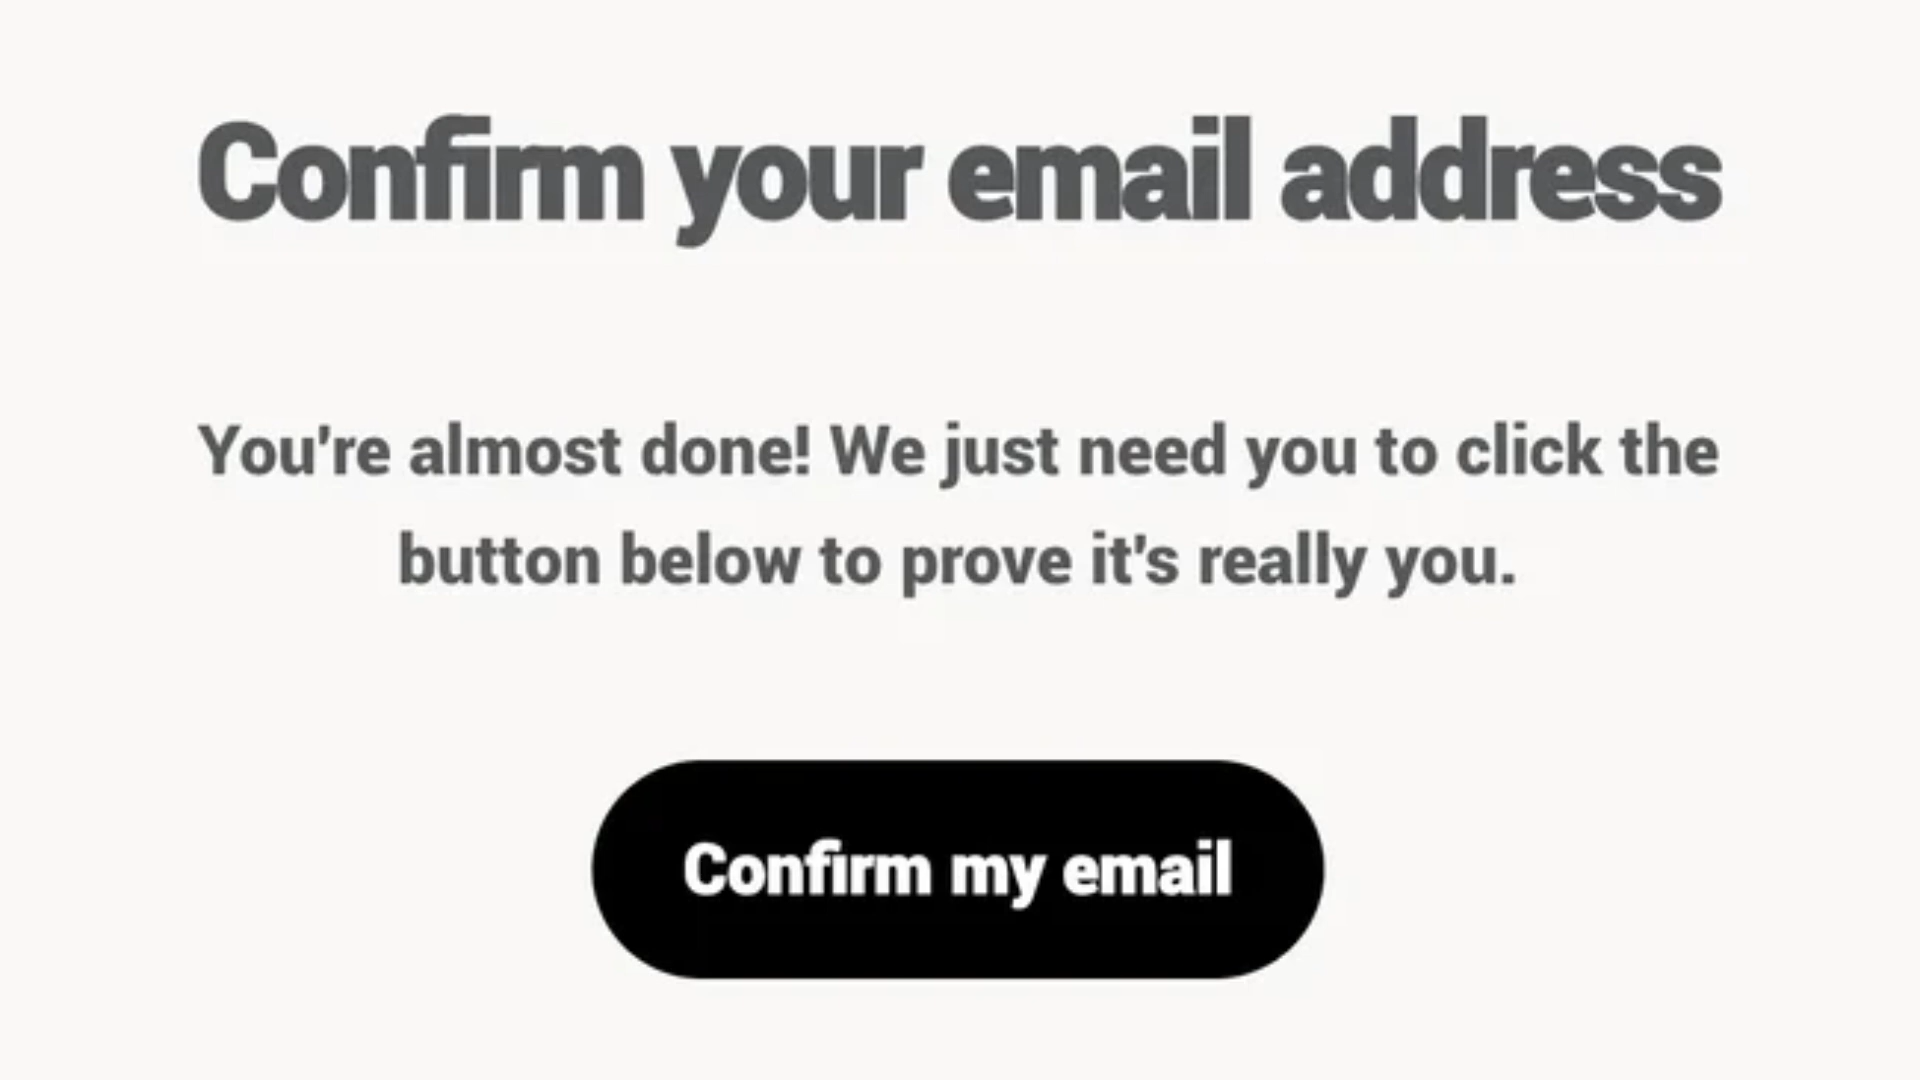 Confirm your email address
You're almost done! We just need you to click the
button below to prove it's really you.
Confirm my email